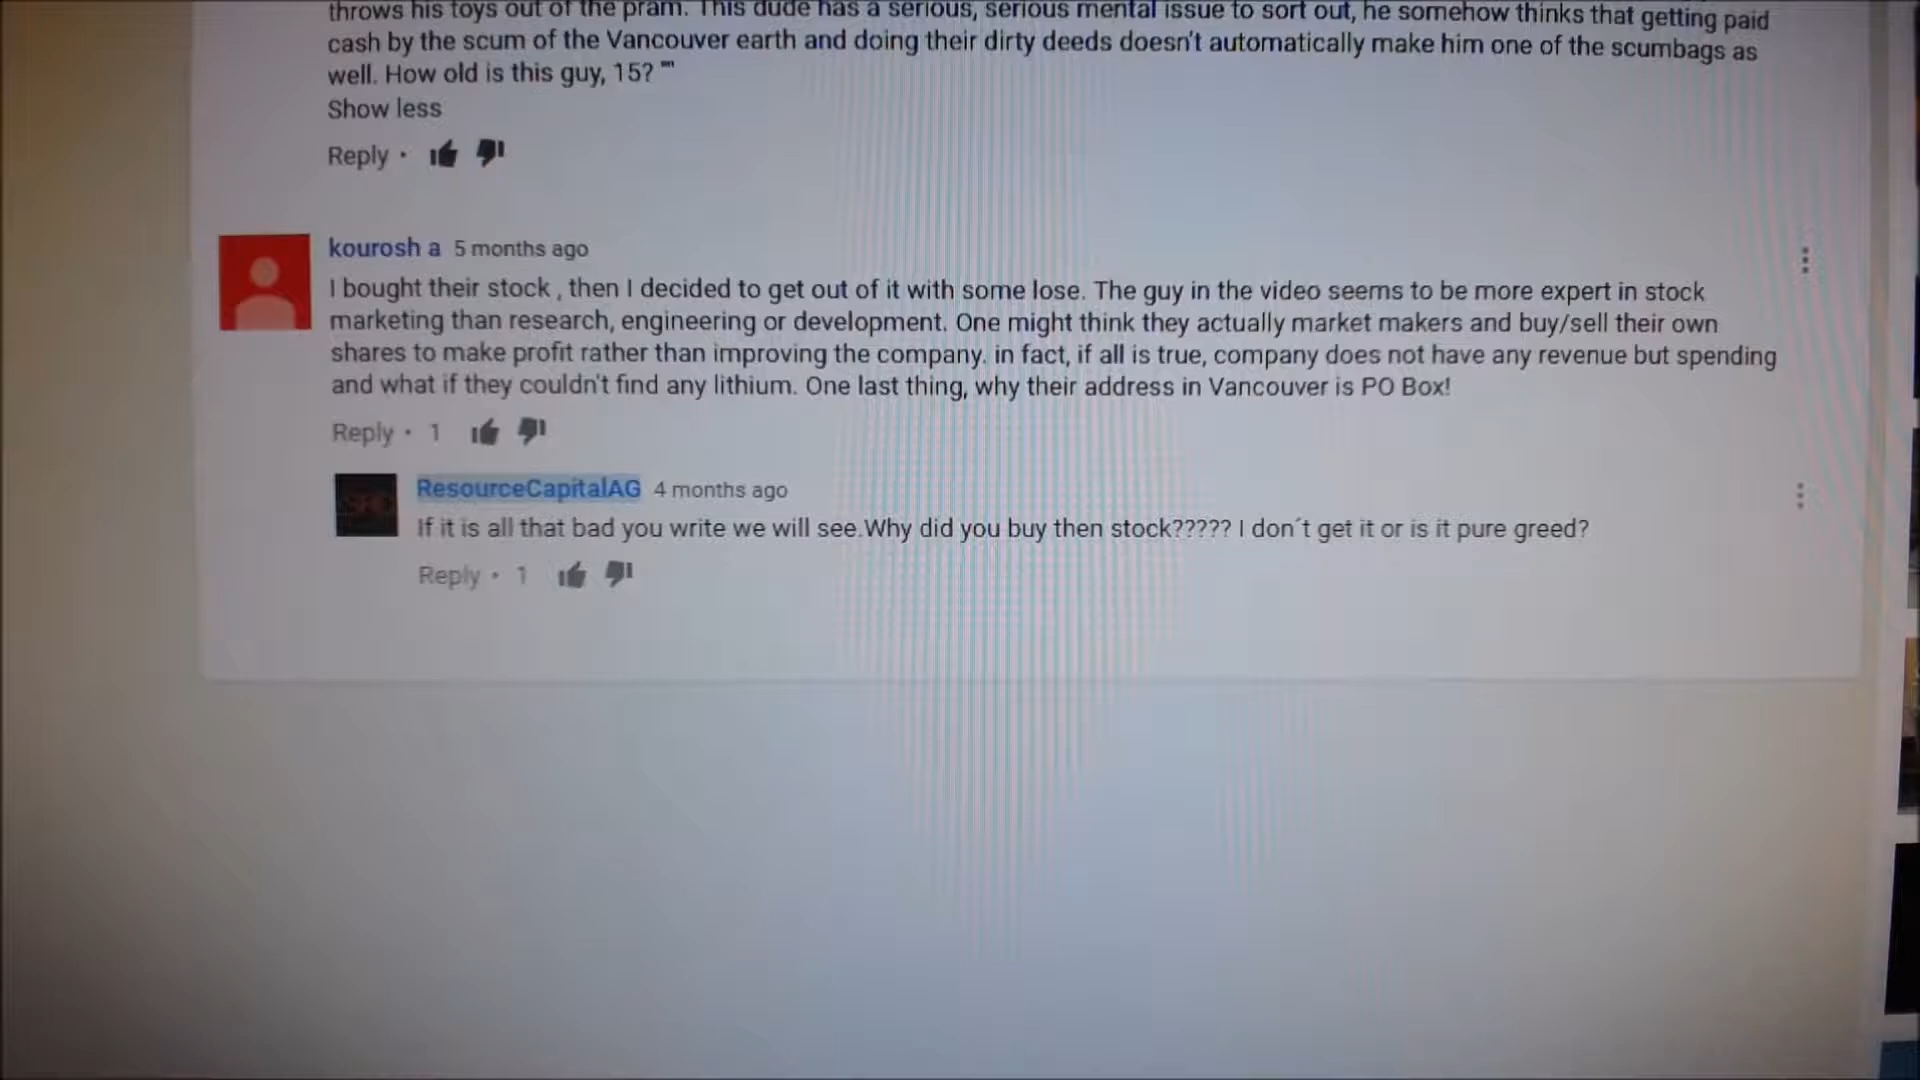 throws his toys out of the pram. This dude has a serious, serious mental issue to sort out, he somehow thinks that getting paid
cash by the scum of the Vancouver earth and doing their dirty deeds doesn't automatically make him one of the scumbags as
well. How old is this guy, 15? ""
Show less
Reply •
kourosh a 5 months ago
I bought their stock , then I decided to get out of it with some lose. The guy in the video seems to be more expert in stock
marketing than research, engineering or development. One might think they actually market makers and buy/sell their own
shares to make profit rather than improving the company. in fact, if all is true, company does not have any revenue but spending
and what if they couldn't find any lithium. One last thing, why their address in Vancouver is PO Box!
Reply • 1
ResourceCapitalAG 4 months ago
If it is all that bad you write we will see.Why did you buy then stock????? I don´t get it or is it pure greed?
Reply • 1